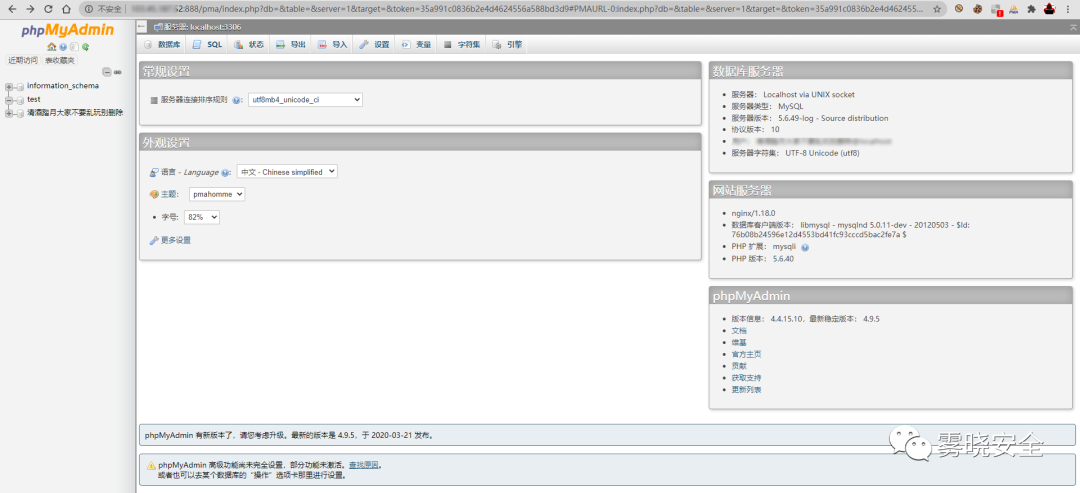 不安全
2:888/pma/index.php?db=&table=&server=1&target=&token=35a991c0836b2e4d4624556a588bd3d9#PMAURL-0:index.php?db=&table=&server=1&target=&token=35a991c0836b2e4d462455...
phpMyAdmin
近期访问 表收藏夹
information_schema
test
清酒踏月大家不要乱玩别删除
服务器: localhost:3306
数据库 SQL 状态 导出 导入 设置 变量 字符集 引擎
常规设置
服务器连接排序规则 : utf8mb4_unicode_ci
外观设置
语言 - Language : 中文 - Chinese simplified
主题: pmahomme
字号: 82%
更多设置
数据库服务器
服务器: Localhost via UNIX socket
服务器类型: MySQL
服务器版本: 5.6.49-log - Source distribution
协议版本: 10
服务器字符集: UTF-8 Unicode (utf8)
网站服务器
nginx/1.18.0
数据库客户端版本: libmysql - mysqlnd 5.0.11-dev - 20120503 - $Id:
76b08b24596e12d4553bd41fc93cccd5bac2fe7a $
PHP 扩展: mysqli
PHP 版本: 5.6.40
phpMyAdmin
版本信息: 4.4.15.10, 最新稳定版本: 4.9.5
文档
维基
官方主页
贡献
获取支持
更新列表
phpMyAdmin 有新版本了，请您考虑升级。最新的版本是 4.9.5，于 2020-03-21 发布。
phpMyAdmin 高级功能尚未完全设置，部分功能未激活。查找原因。
或者也可以去某个数据库的“操作”选项卡那里进行设置。
雾晓安全